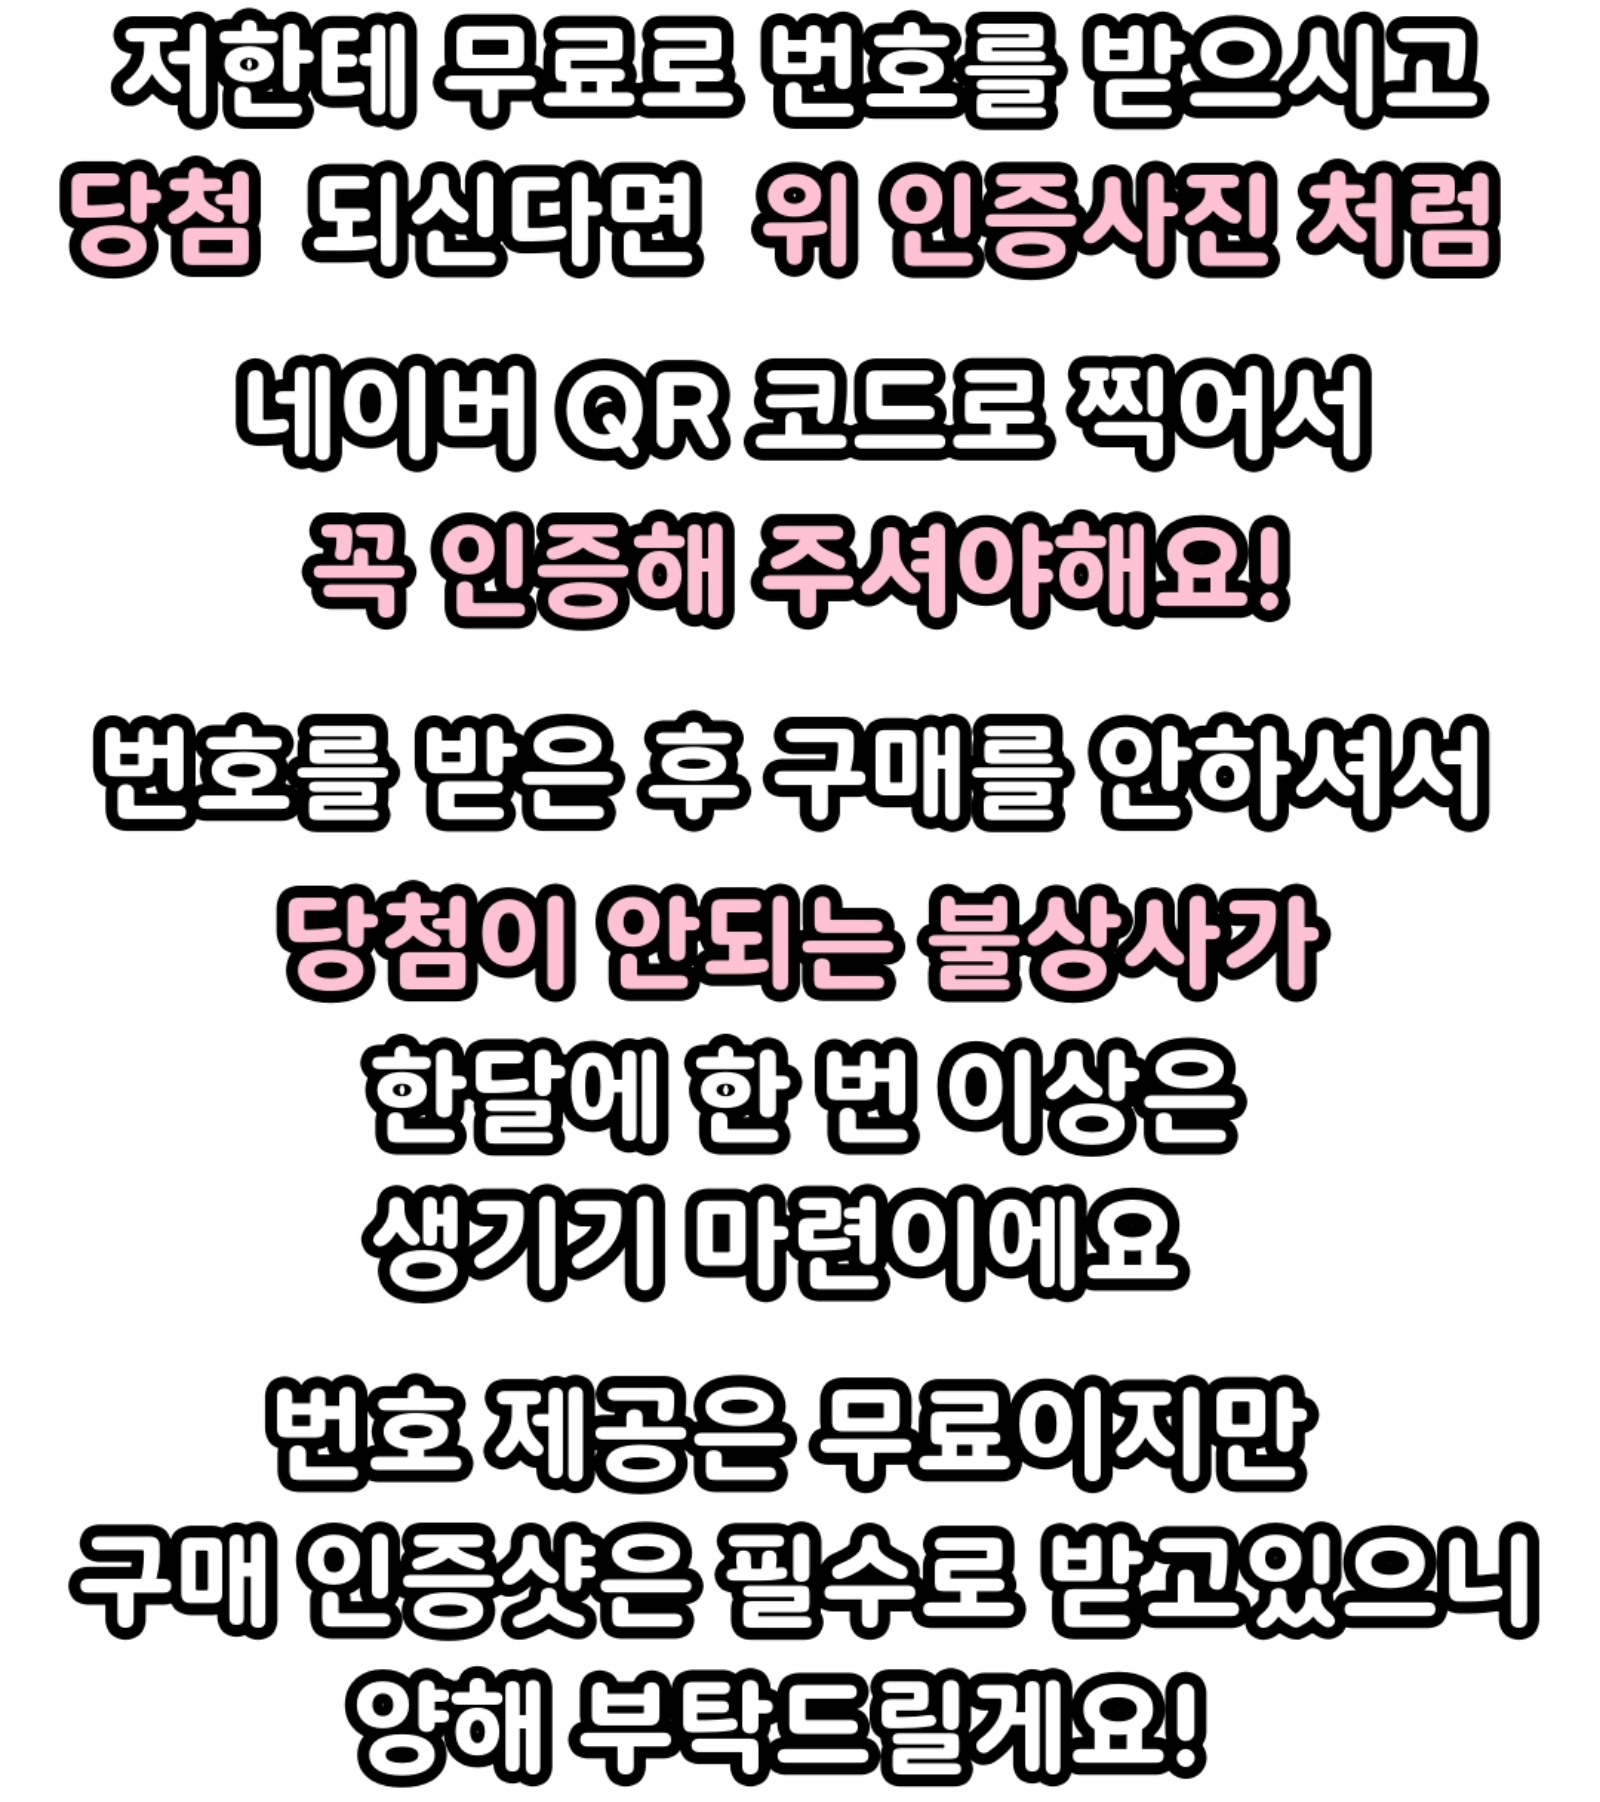 저한테 무료로 번호를 받으시고
당첨 되신다면 위 인증사진 처럼
네이버 QR 코드로 찍어서
꼭 인증해 주셔야해요!
번호를 받은 후 구매를 안하셔서
당첨이 안되는 불상사가
한달에 한 번 이상은
생기기 마련이에요
번호 제공은 무료이지만
구매 인증샷은 필수로 받고있으니
양해 부탁드릴게요!